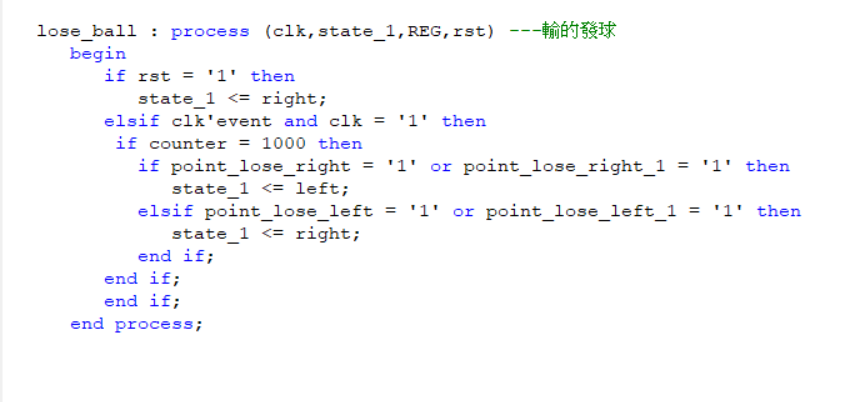 lose_ball : process (clk,state_1,REG,rst) ---輸的發球
begin
if rst = '1' then
state_1 <= right;
elsif clk'event and clk = '1' then
if counter = 1000 then
if point_lose_right = '1' or point_lose_right_1 = '1' then
state_1 <= left;
elsif point_lose_left = '1' or point_lose_left_1 = '1' then
state_1 <= right;
end if;
end if;
end if;
end process;